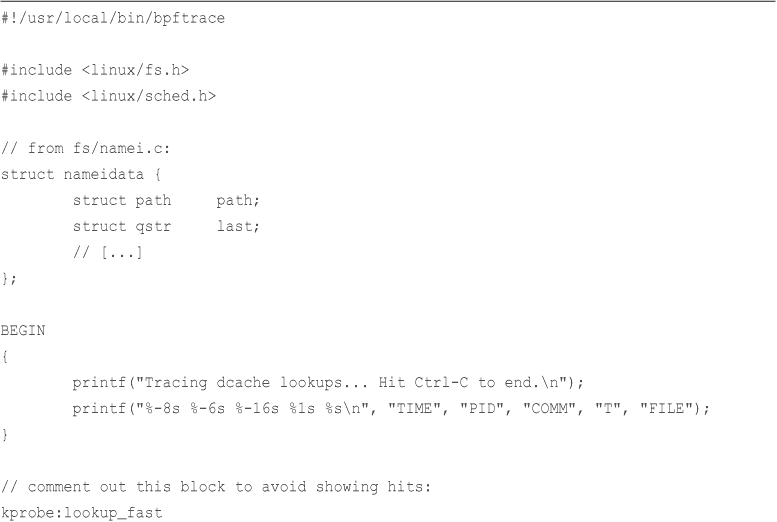 #!/usr/local/bin/bpftrace

#include <linux/fs.h>
#include <linux/sched.h>

// from fs/namei.c:
struct nameidata {
        struct path     path;
        struct qstr     last;
        // [...]
};

BEGIN
{
        printf("Tracing dcache lookups... Hit Ctrl-C to end.\n");
        printf("%-8s %-6s %-16s %1s %s\n", "TIME", "PID", "COMM", "T", "FILE");
}

// comment out this block to avoid showing hits:
kprobe:lookup_fast